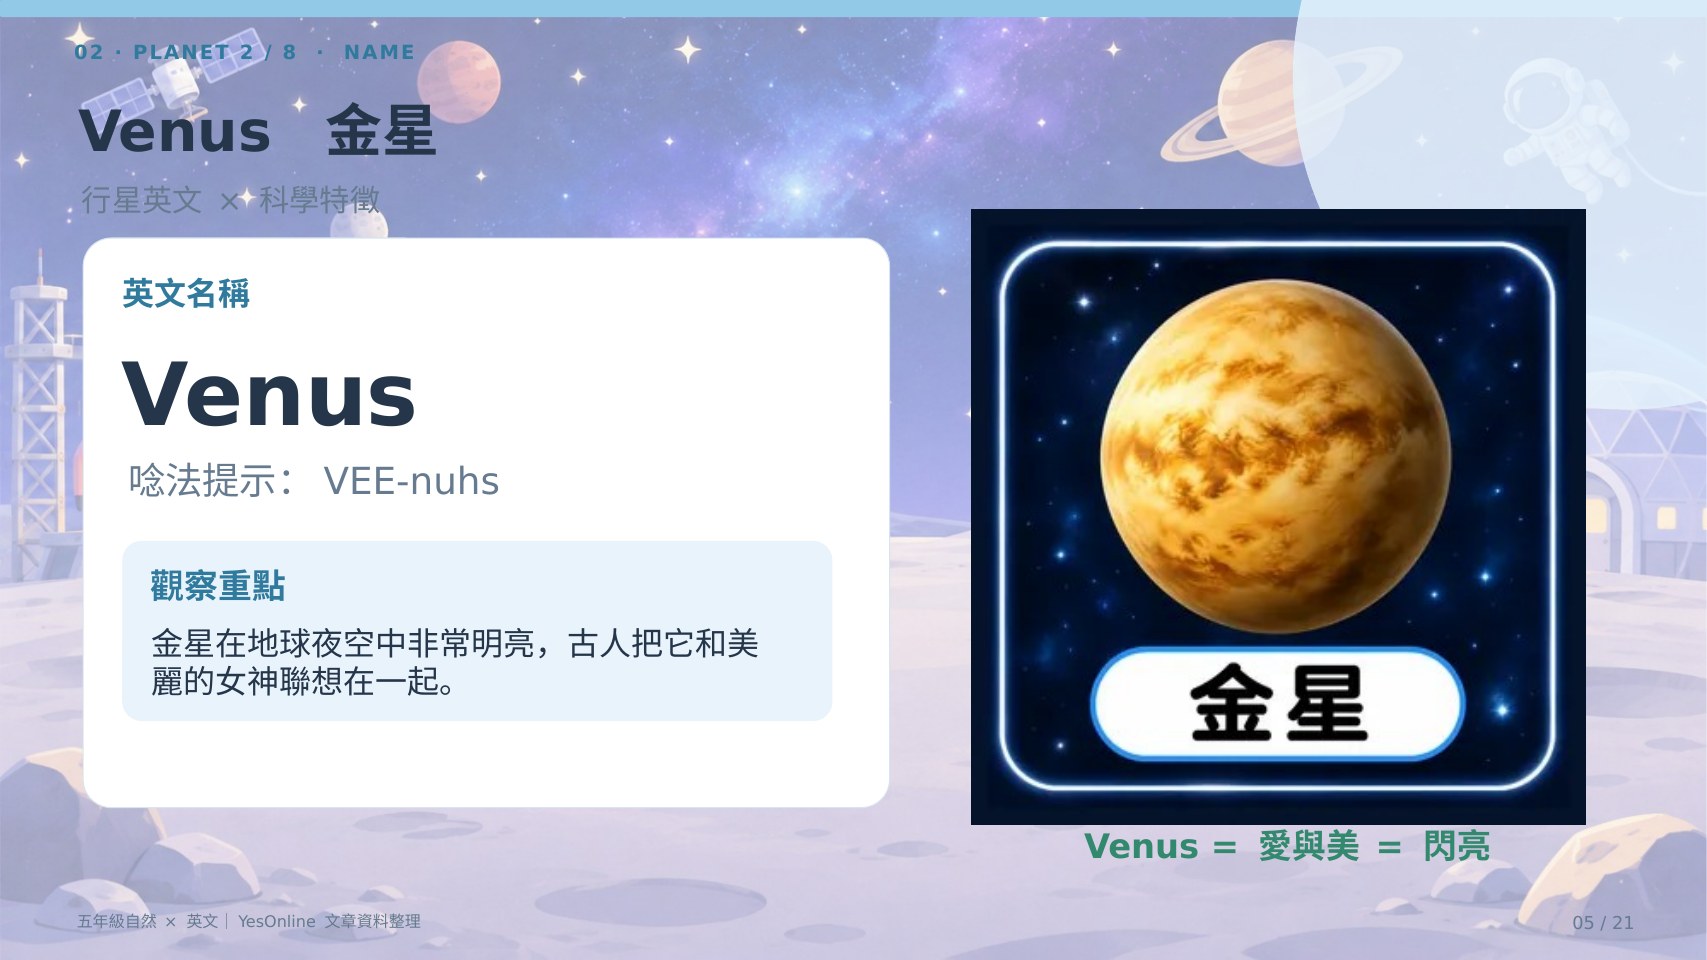 02 · PLANET 2 / 8 · NAME
Venus 金星
行星英文 × 科學特徵
英文名稱
Venus
唸法提示： VEE-nuhs
觀察重點
金星在地球夜空中非常明亮，古人把它和美
麗的女神聯想在一起。
金星
Venus = 愛與美 = 閃亮
五年級自然 × 英文｜YesOnline 文章資料整理
05 / 21